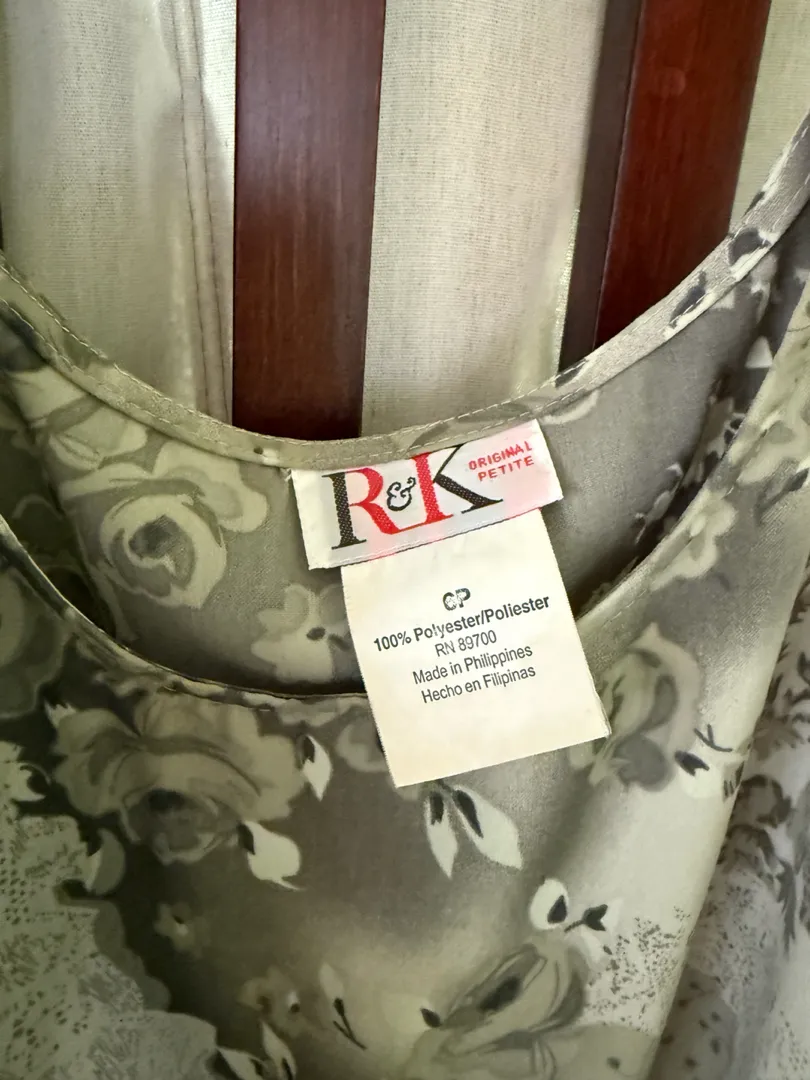 R&K ORIGINAL
PETITE
6P
100% Polyester/Poliester
RN 89700
Made in Philippines
Hecho en Filipinas